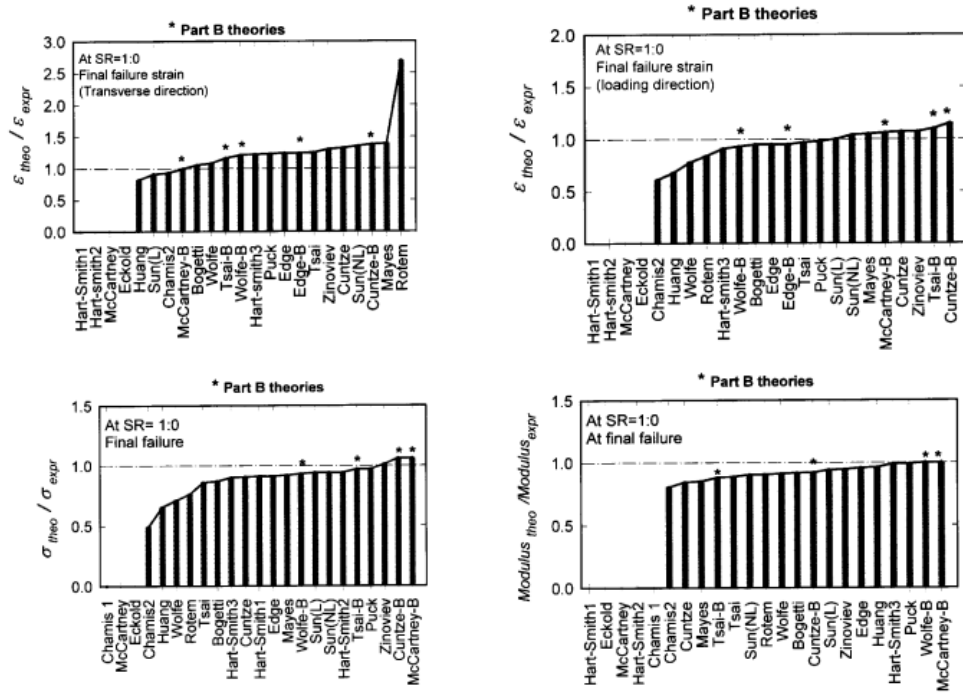 * Part B theories
At SR=1:0
Final failure strain
(Transverse direction)
ε theo / ε expr
3.0
2.5
2.0
1.5
1.0
0.5
0.0
Hart-Smith1
Hart-smith2
McCartney
Eckold
Huang
Sun(L)
Chamis2
McCartney-B
Bogetti
Wolfe
Tsai-B
Wolfe-B
Hart-smith3
Puck
Edge
Edge-B
Tsai
Zinoviev
Cuntze
Sun(NL)
Cuntze-B
Mayes
Rotem
* * * * *
* Part B theories
At SR=1:0
Final failure strain
(loading direction)
ε theo / ε expr
2.0
1.5
1.0
0.5
0.0
Hart-Smith1
Hart-smith2
McCartney
Eckold
Chamis2
Huang
Wolfe
Rotem
Hart-smith3
Wolfe-B
Bogetti
Edge
Edge-B
Tsai
Puck
Sun(L)
Sun(NL)
Mayes
McCartney-B
Cuntze
Zinoviev
Tsai-B
Cuntze-B
* * * * *
* Part B theories
At SR= 1:0
Final failure
σ theo / σ expr
1.5
1.0
0.5
0.0
Chamis 1
McCartney
Eckold
Chamis2
Huang
Wolfe
Rotem
Tsai
Bogetti
Hart-Smith3
Cuntze
Hart-Smith1
Edge
Mayes
Wolfe-B
Sun(L)
Sun(NL)
Hart-Smith2
Tsai-B
Puck
Zinoviev
Cuntze-B
McCartney-B
* * * *
* Part B theories
At SR=1:0
At final failure
Modulus theo /Modulus expr
1.5
1.0
0.5
0.0
Hart-Smith1
Eckold
McCartney
Hart-Smith2
Chamis 1
Chamis2
Cuntze
Mayes
Tsai-B
Tsai
Sun(NL)
Rotem
Wolfe
Bogetti
Cuntze-B
Sun(L)
Zinoviev
Edge
Huang
Hart-Smith3
Puck
Wolfe-B
McCartney-B
* * * *